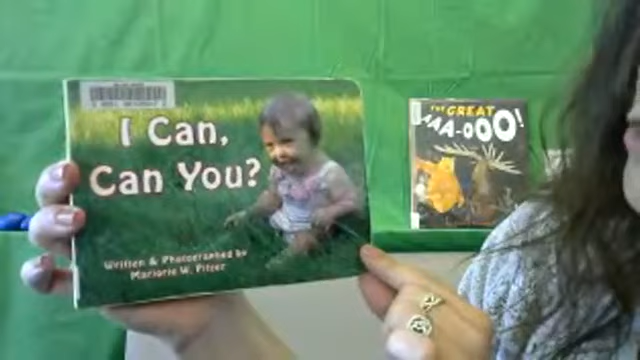 I Can,
Can You?
Written & Photographed by
Marjorie W. Pitzer
THE GREAT
AAA-OOO!